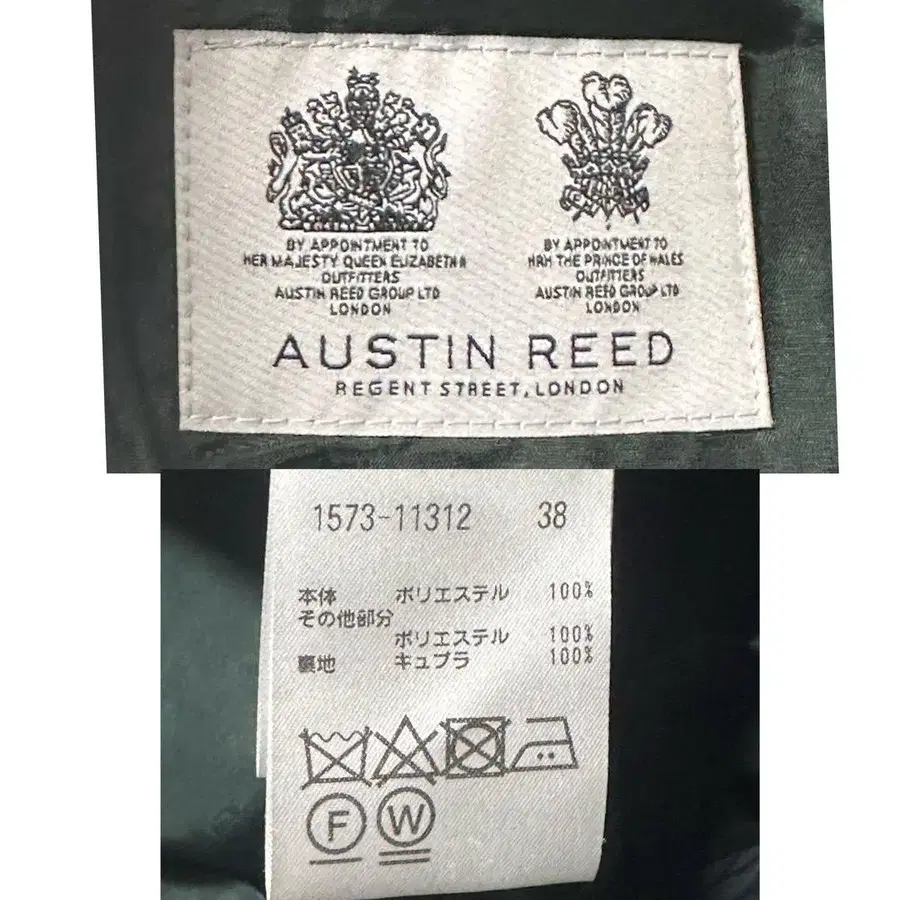 BY APPOINTMENT TO
HER MAJESTY QUEEN ELIZABETH II
OUTFITTERS
AUSTIN REED GROUP LTD
LONDON
BY APPOINTMENT TO
HRH THE PRINCE OF WALES
OUTFITTERS
AUSTIN REED GROUP LTD
LONDON
AUSTIN REED
REGENT STREET, LONDON
1573-11312 38
本体 ポリエステル 100%
その他部分
ポリエステル 100%
裏地 キュプラ 100%
F W